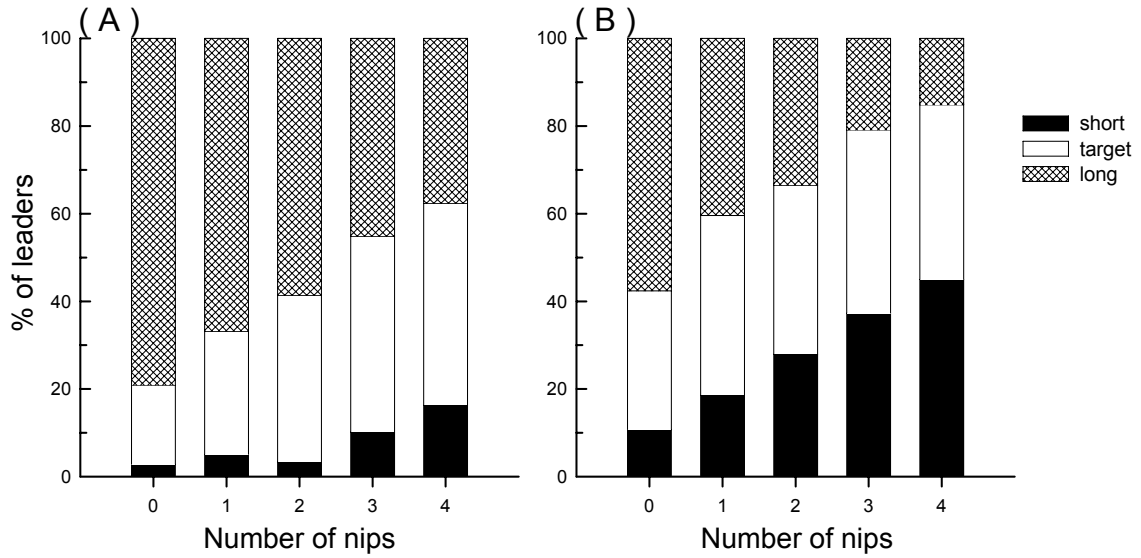 ( A )
100
80
60
40
20
0
0 1 2 3 4
Number of nips
% of leaders
( B )
100
80
60
40
20
0
0 1 2 3 4
Number of nips
short
target
long